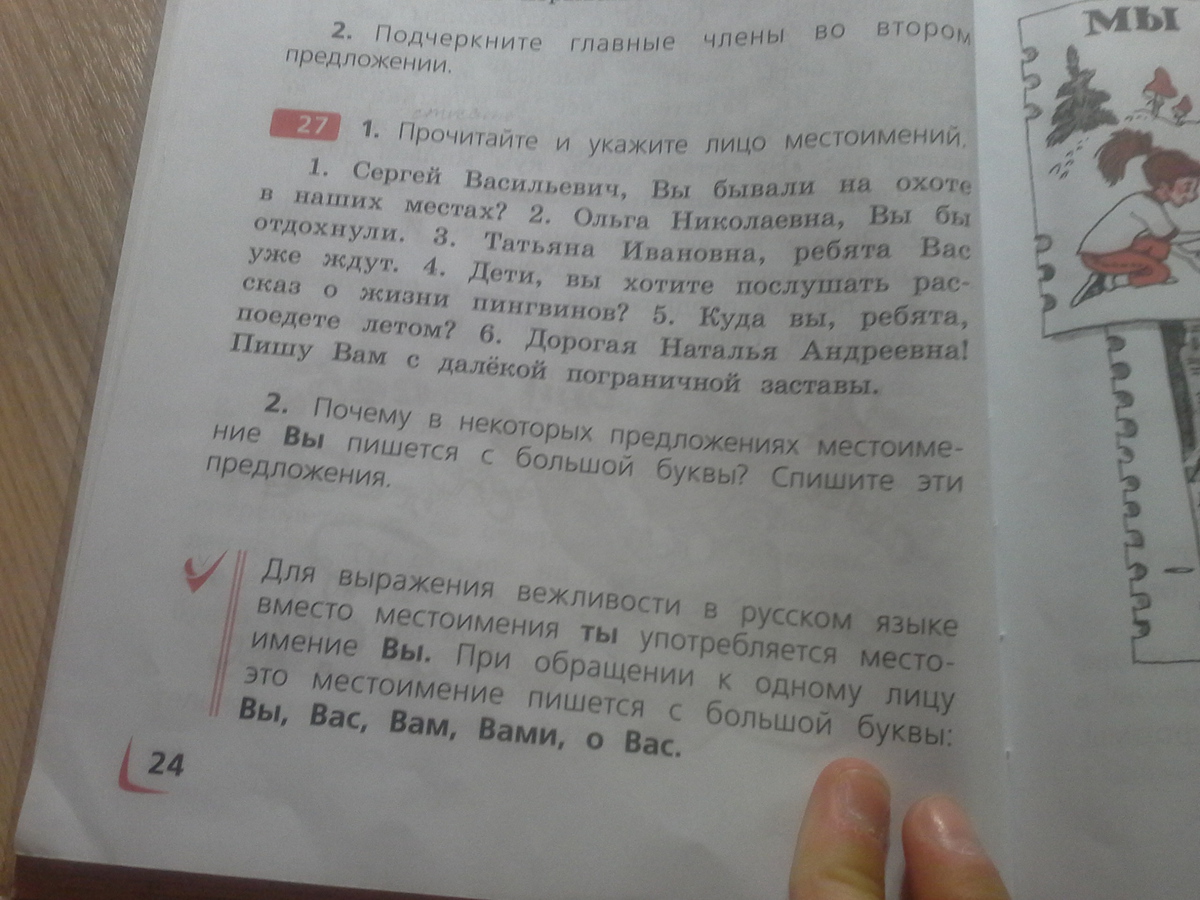 2. Подчеркните главные члены во втором
предложении.
27 1. Прочитайте и укажите лицо местоимений.
1. Сергей Васильевич, Вы бывали на охоте
в наших местах? 2. Ольга Николаевна, Вы бы
отдохнули. 3. Татьяна Ивановна, ребята Вас
уже ждут. 4. Дети, вы хотите послушать рас-
сказ о жизни пингвинов? 5. Куда вы, ребята,
поедете летом? 6. Дорогая Наталья Андреевна!
Пишу Вам с далёкой пограничной заставы.
2. Почему в некоторых предложениях местоиме-
ние Вы пишется с большой буквы? Спишите эти
предложения.
Для выражения вежливости в русском языке
вместо местоимения ты употребляется место-
имение Вы. При обращении к одному лицу
это местоимение пишется с большой буквы:
Вы, Вас, Вам, Вами, о Вас.
24
МЫ